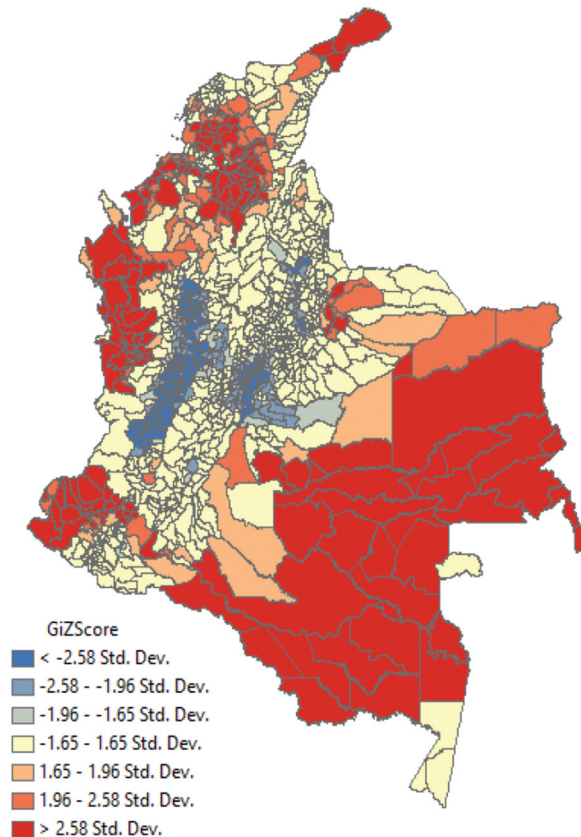 GiZScore
< -2.58 Std. Dev.
-2.58 - -1.96 Std. Dev.
-1.96 - -1.65 Std. Dev.
-1.65 - 1.65 Std. Dev.
1.65 - 1.96 Std. Dev.
1.96 - 2.58 Std. Dev.
> 2.58 Std. Dev.